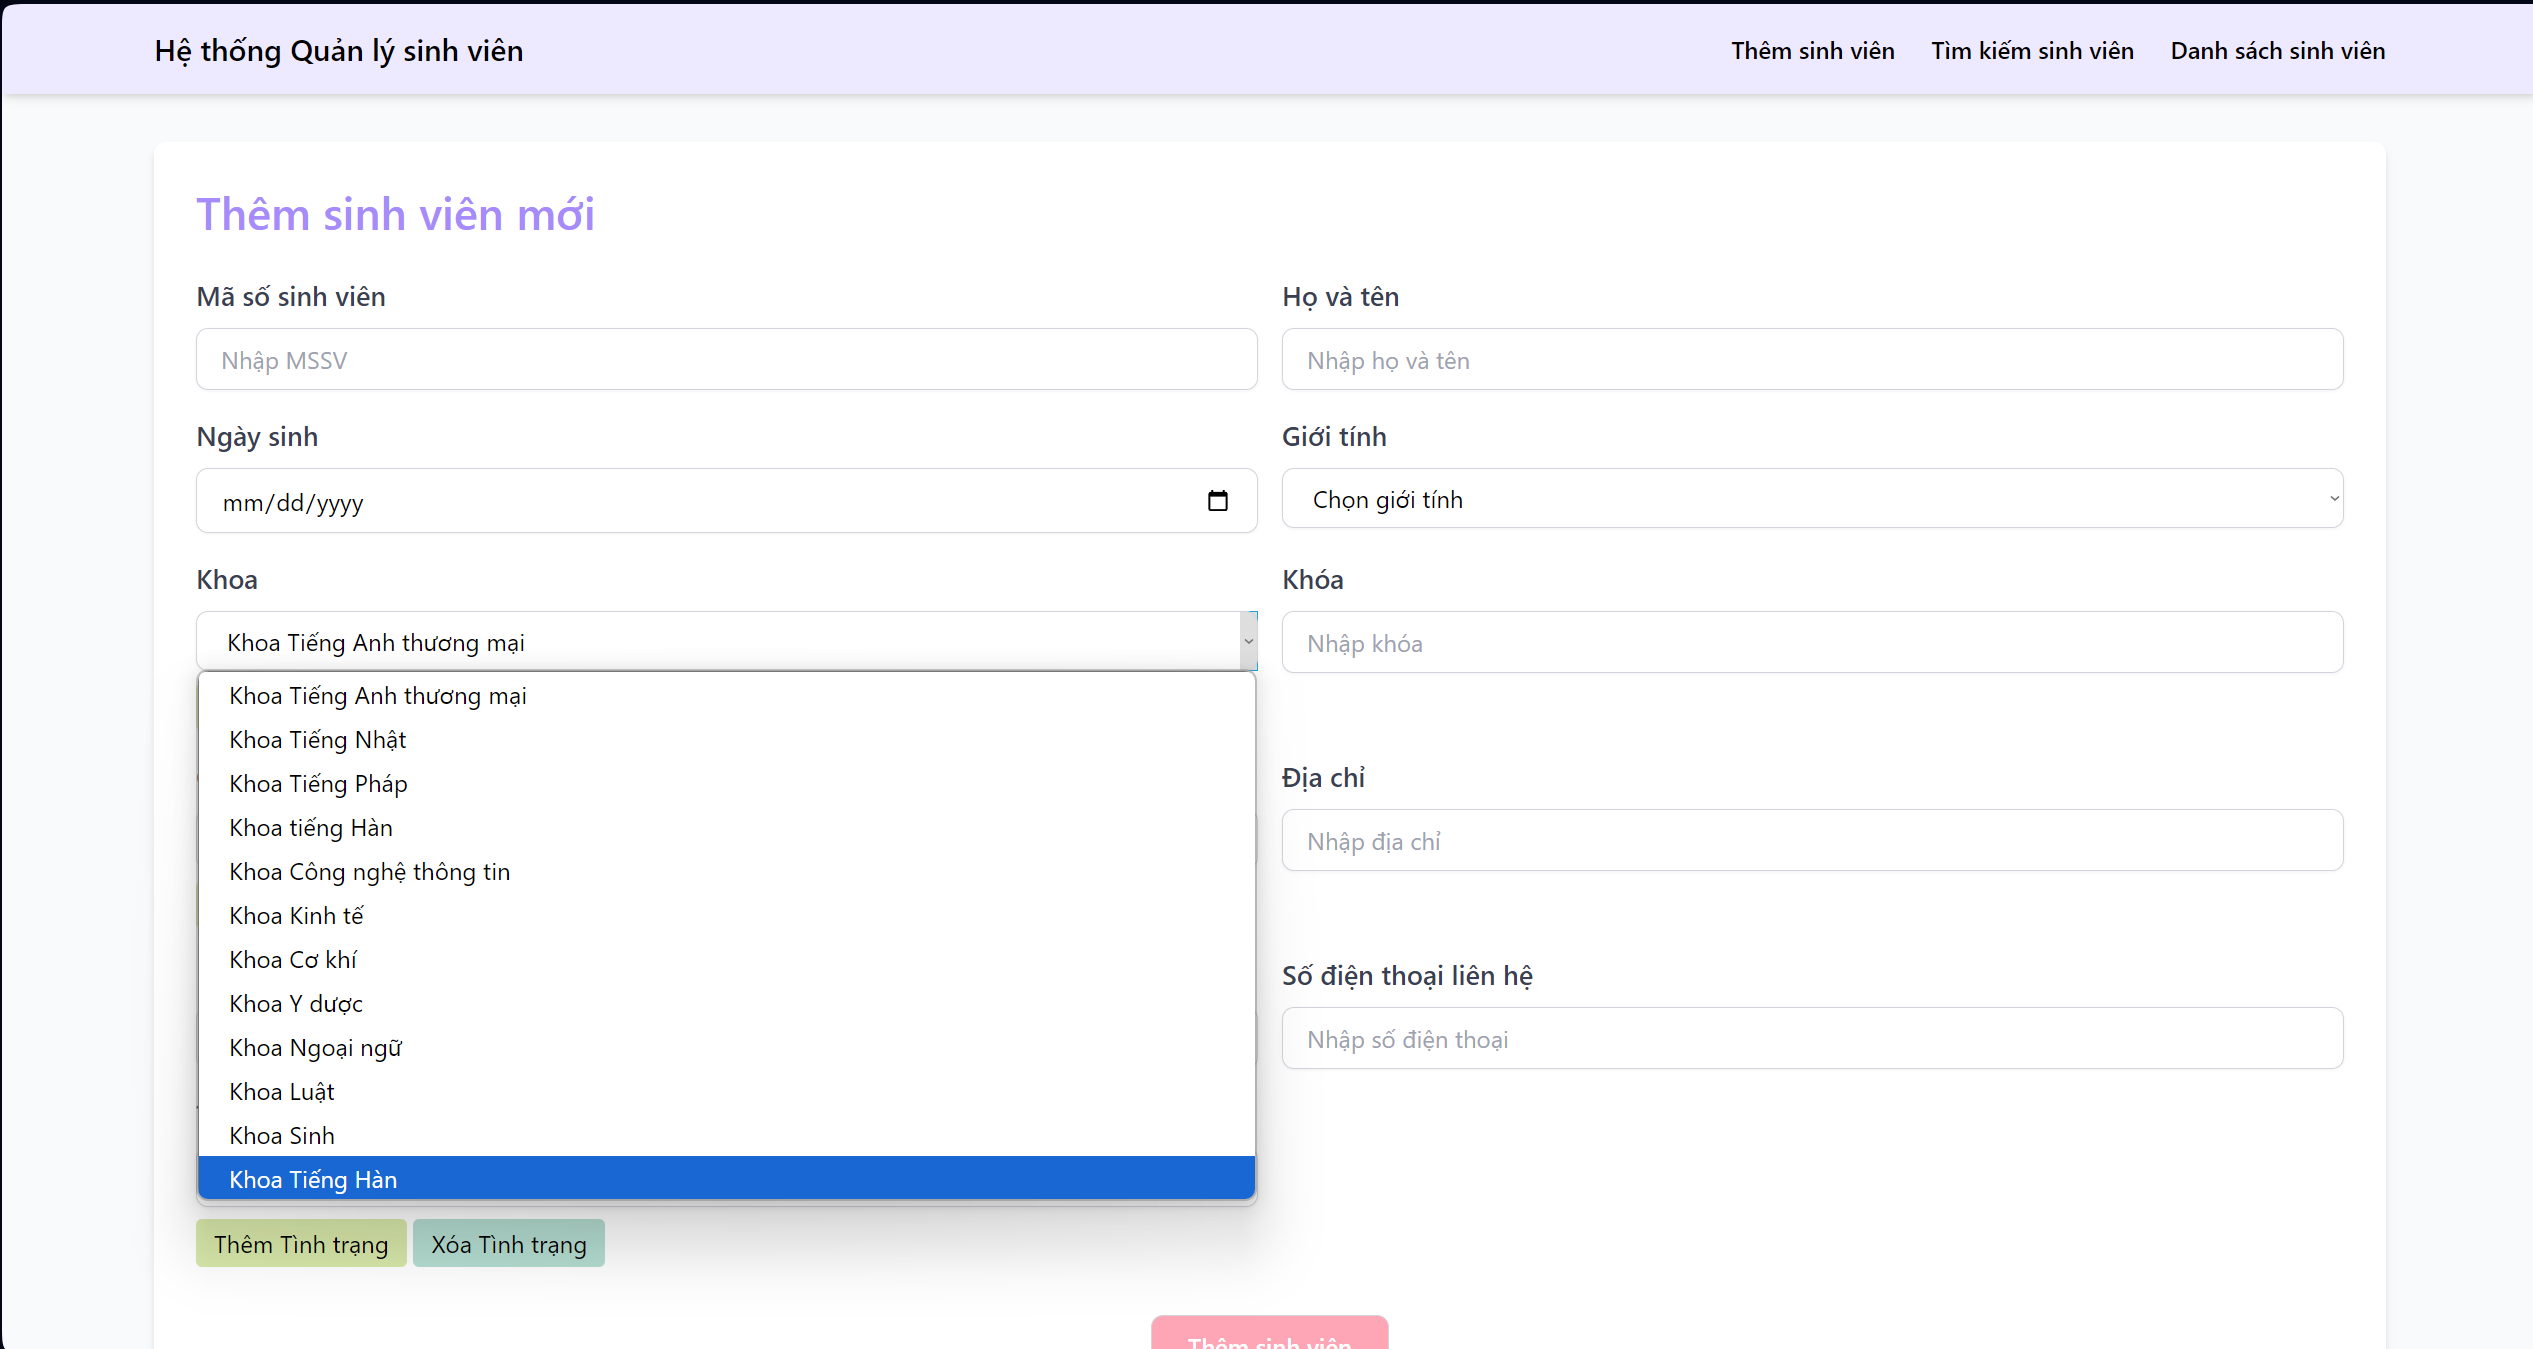 Hệ thống Quản lý sinh viên
Thêm sinh viên Tìm kiếm sinh viên Danh sách sinh viên
Thêm sinh viên mới
Mã số sinh viên
Nhập MSSV
Họ và tên
Nhập họ và tên
Ngày sinh
mm/dd/yyyy
Giới tính
Chọn giới tính
Khoa
Khoa Tiếng Anh thương mại
Khóa
Nhập khóa
Khoa Tiếng Anh thương mại
Khoa Tiếng Nhật
Khoa Tiếng Pháp
Khoa tiếng Hàn
Khoa Công nghệ thông tin
Khoa Kinh tế
Khoa Cơ khí
Khoa Y dược
Khoa Ngoại ngữ
Khoa Luật
Khoa Sinh
Khoa Tiếng Hàn
Địa chỉ
Nhập địa chỉ
Số điện thoại liên hệ
Nhập số điện thoại
Thêm Tình trạng Xóa Tình trạng
Thêm sinh viên